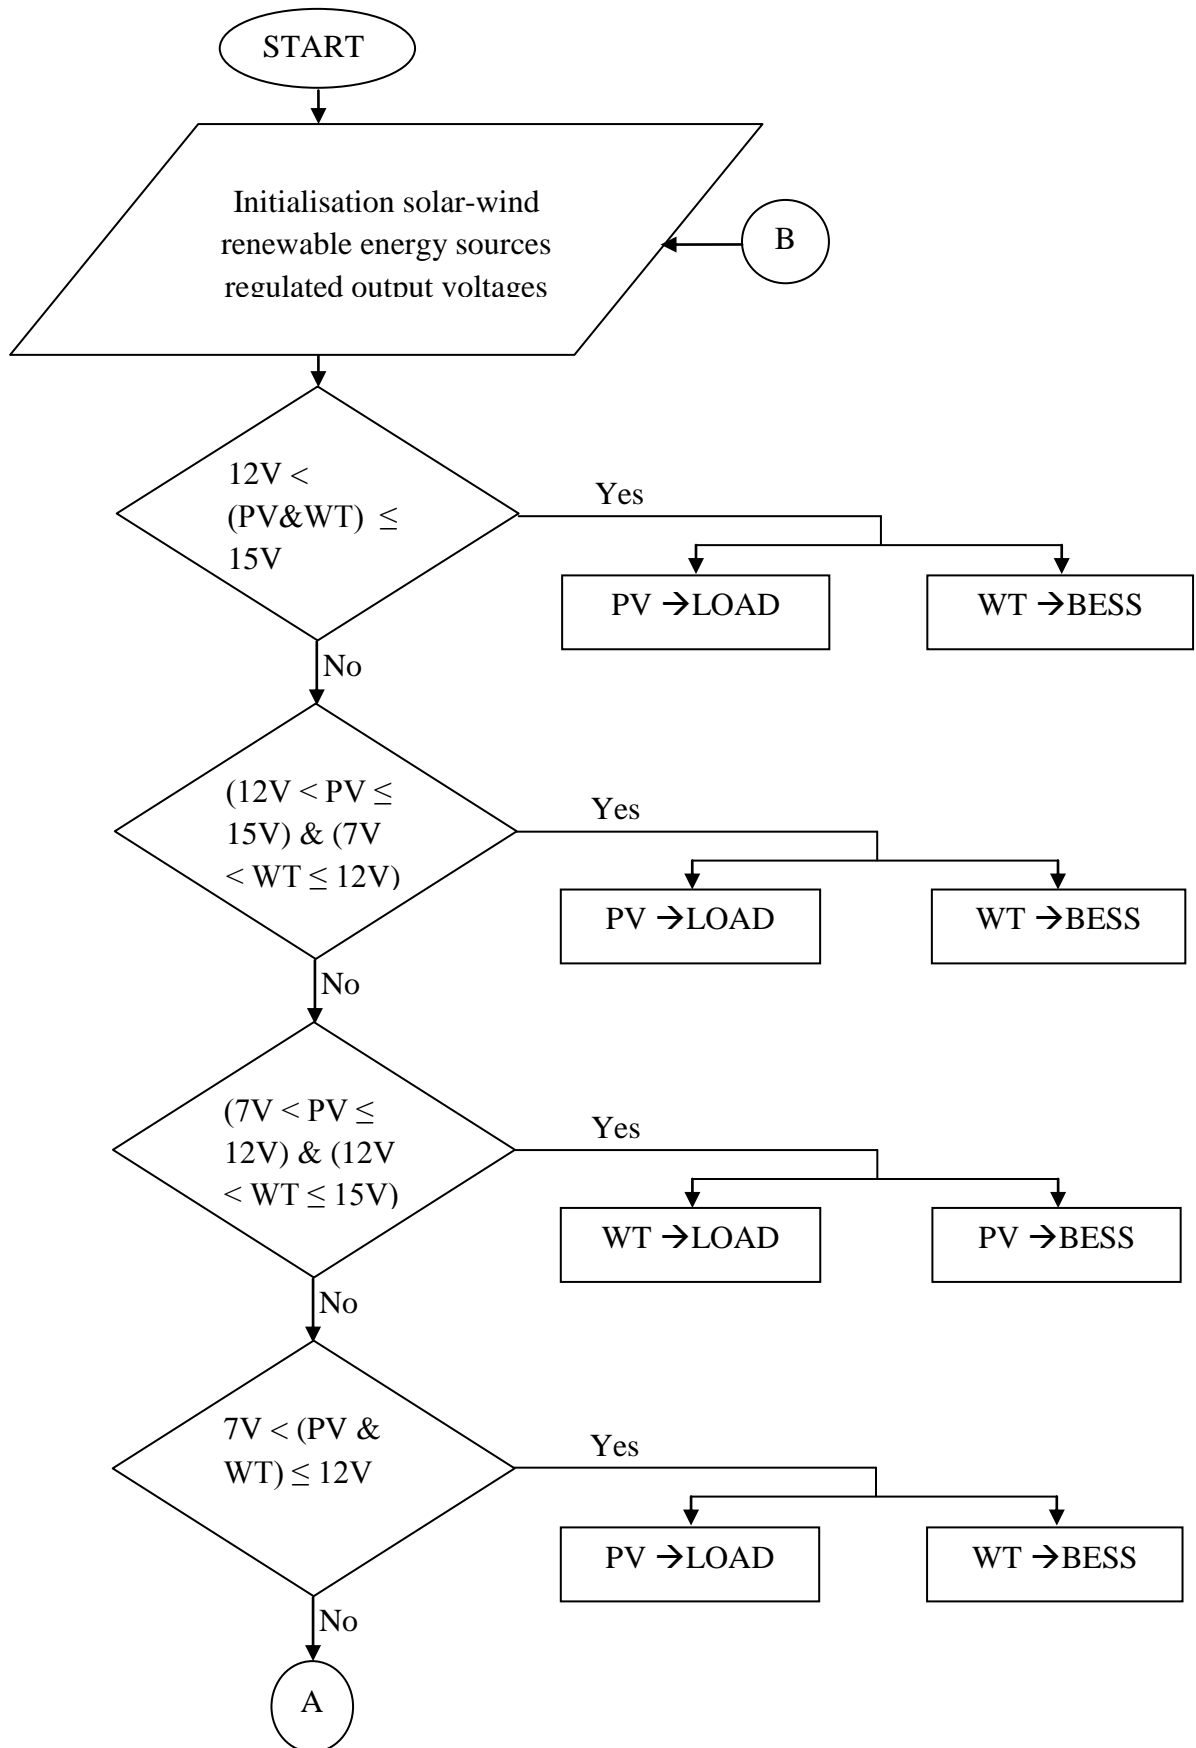 START
Initialisation solar-wind
renewable energy sources
regulated output voltages
B
12V <
(PV&WT) ≤
15V
Yes
PV →LOAD
WT →BESS
No
(12V < PV ≤
15V) & (7V
< WT ≤ 12V)
Yes
PV →LOAD
WT →BESS
No
(7V < PV ≤
12V) & (12V
< WT ≤ 15V)
Yes
WT →LOAD
PV →BESS
No
7V < (PV &
WT) ≤ 12V
Yes
PV →LOAD
WT →BESS
No
A